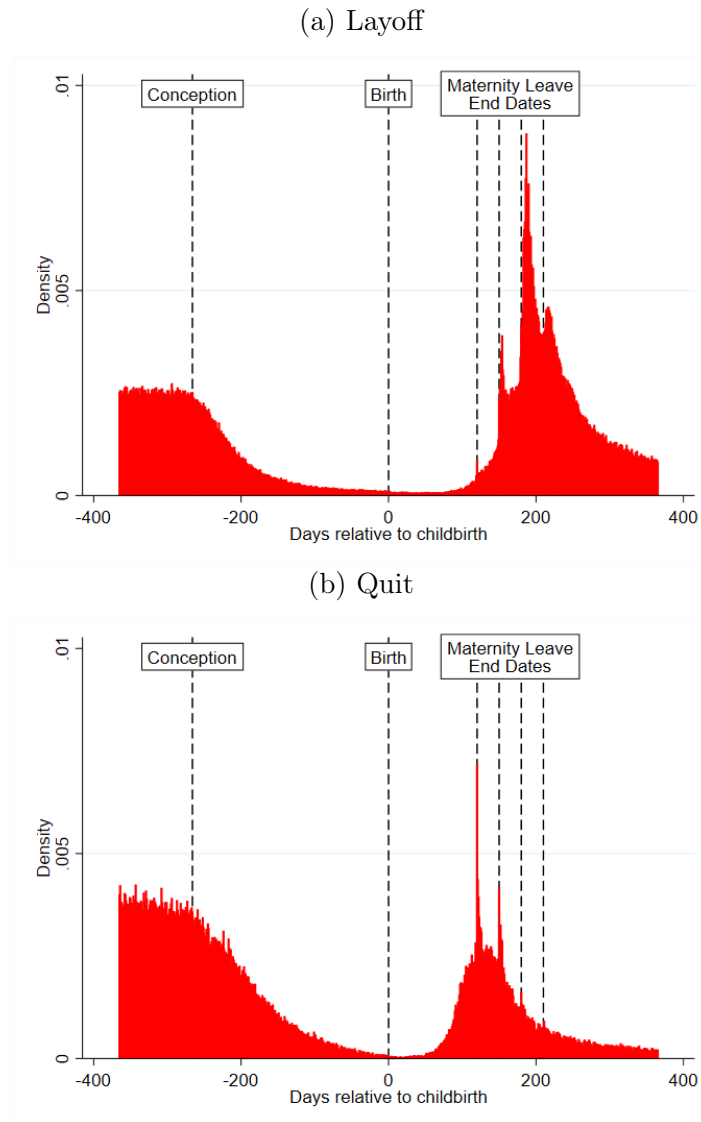 (a) Layoff
Conception
Birth
Maternity Leave
End Dates
.01
.005
0
Density
-400
-200
0
200
400
Days relative to childbirth
(b) Quit
Conception
Birth
Maternity Leave
End Dates
.01
.005
0
Density
-400
-200
0
200
400
Days relative to childbirth